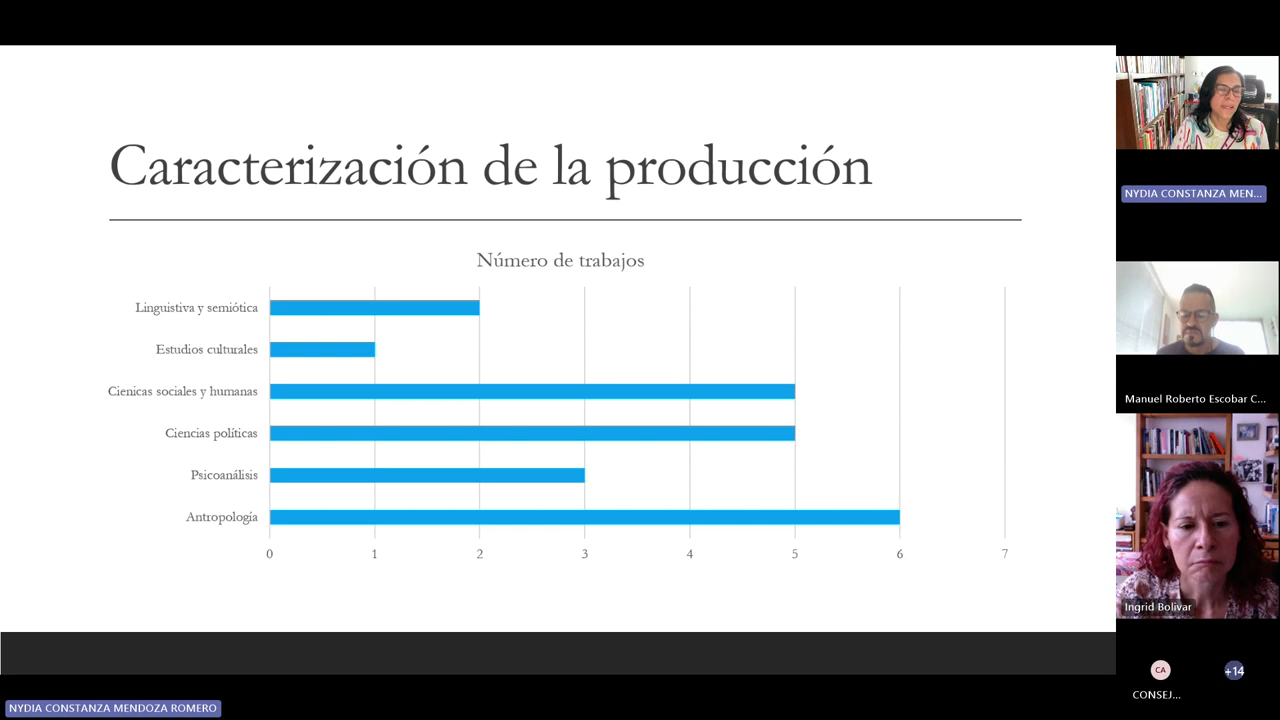 Caracterización de la producción
Número de trabajos
Linguistiva y semiótica
Estudios culturales
Cienicas sociales y humanas
Ciencias políticas
Psicoanálisis
Antropología
0 1 2 3 4 5 6 7
NYDIA CONSTANZA MEN...
Manuel Roberto Escobar C...
Ingrid Bolivar
CA
+14
CONSEJ...
NYDIA CONSTANZA MENDOZA ROMERO